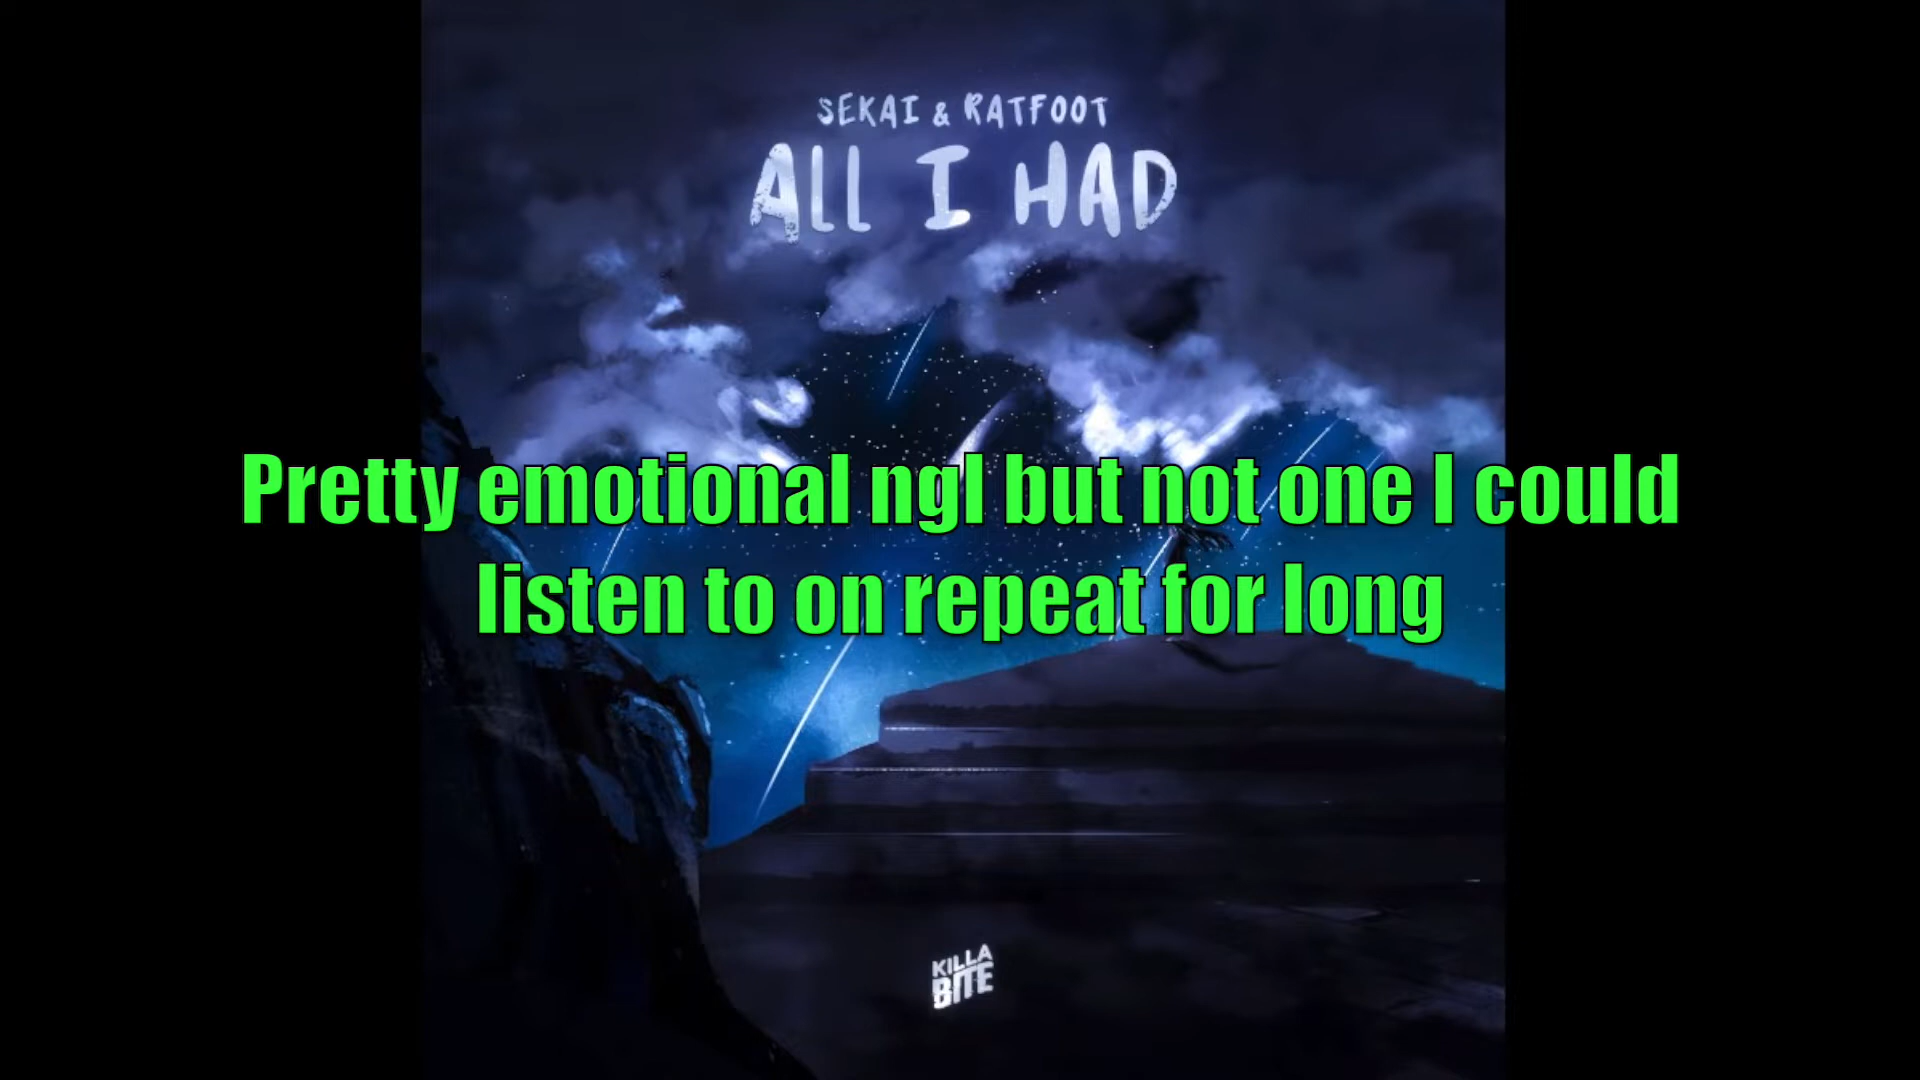 SEKAI & RATFOOT
ALL I HAD
Pretty emotional ngl but not one I could
listen to on repeat for long
KILLA
BITE